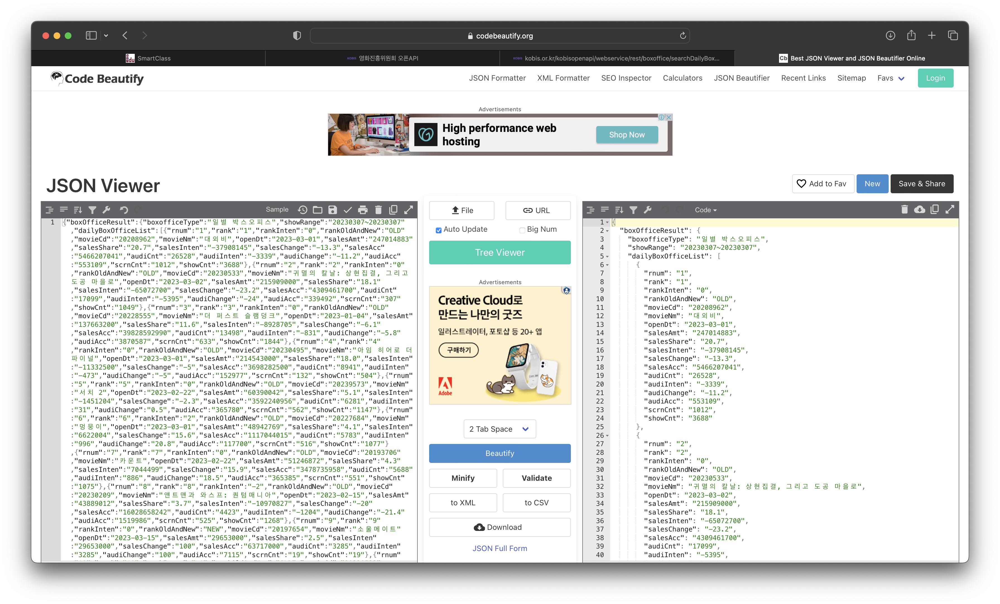 codebeautify.org
SmartClass
KOBIS 영화진흥위원회 오픈API
KOBIS kobis.or.kr/kobisopenapi/webservice/rest/boxoffice/searchDailyBox...
Cb Best JSON Viewer and JSON Beautifier Online
Code Beautify
JSON Formatter XML Formatter SEO Inspector Calculators JSON Beautifier Recent Links Sitemap Favs Login
Advertisements
High performance web
hosting
Shop Now
JSON Viewer
Add to Fav New Save & Share
Sample
1 {"boxOfficeResult":{"boxofficeType":"일별 박스오피스","showRange":"20230307~20230307"
,"dailyBoxOfficeList":[{"rnum":"1","rank":"1","rankInten":"0","rankOldAndNew":"OLD"
,"movieCd":"20208962","movieNm":"대외비","openDt":"2023-03-01","salesAmt":"247014883"
,"salesShare":"20.7","salesInten":"-37908145","salesChange":"-13.3","salesAcc"
:"5466207041","audiCnt":"26528","audiInten":"-3339","audiChange":"-11.2","audiAcc"
:"553109","scrnCnt":"1012","showCnt":"3688"},{"rnum":"2","rank":"2","rankInten":"0"
,"rankOldAndNew":"OLD","movieCd":"20230533","movieNm":"귀멸의 칼날: 상현집결, 그리고
도공 마을로","openDt":"2023-03-02","salesAmt":"215909000","salesShare":"18.1"
,"salesInten":"-65072700","salesChange":"-23.2","salesAcc":"4309461700","audiCnt"
:"17099","audiInten":"-5395","audiChange":"-24","audiAcc":"339492","scrnCnt":"307"
,"showCnt":"1049"},{"rnum":"3","rank":"3","rankInten":"0","rankOldAndNew":"OLD"
,"movieCd":"20228555","movieNm":"더 퍼스트 슬램덩크","openDt":"2023-01-04","salesAmt"
:"137663200","salesShare":"11.6","salesInten":"-8928705","salesChange":"-6.1"
,"salesAcc":"39828592990","audiCnt":"13498","audiInten":"-831","audiChange":"-5.8"
,"audiAcc":"3870587","scrnCnt":"633","showCnt":"1844"},{"rnum":"4","rank":"4"
,"rankInten":"0","rankOldAndNew":"OLD","movieCd":"20230495","movieNm":"아임 히어로 더
파이널","openDt":"2023-03-01","salesAmt":"214543000","salesShare":"18.0","salesInten"
:"-11332500","salesChange":"-5","salesAcc":"3698282500","audiCnt":"8941","audiInten"
:"-473","audiChange":"-5","audiAcc":"152977","scrnCnt":"132","showCnt":"504"},{"rnum"
:"5","rank":"5","rankInten":"0","rankOldAndNew":"OLD","movieCd":"20239573","movieNm"
:"서치 2","openDt":"2023-02-22","salesAmt":"60390042","salesShare":"5.1","salesInten"
:"-1451204","salesChange":"-2.3","salesAcc":"3592240956","audiCnt":"6281","audiInten"
:"31","audiChange":"0.5","audiAcc":"365780","scrnCnt":"562","showCnt":"1147"},{"rnum"
:"6","rank":"6","rankInten":"2","rankOldAndNew":"OLD","movieCd":"20227684","movieNm"
:"멍뭉이","openDt":"2023-03-01","salesAmt":"48942769","salesShare":"4.1","salesInten"
:"6622004","salesChange":"15.6","salesAcc":"1117044015","audiCnt":"5783","audiInten"
:"996","audiChange":"20.8","audiAcc":"117700","scrnCnt":"516","showCnt":"1077"}
,{"rnum":"7","rank":"7","rankInten":"0","rankOldAndNew":"OLD","movieCd":"20193706"
,"movieNm":"카운트","openDt":"2023-02-22","salesAmt":"51246872","salesShare":"4.3"
,"salesInten":"7044499","salesChange":"15.9","salesAcc":"3478735958","audiCnt":"5688"
,"audiInten":"886","audiChange":"18.5","audiAcc":"365385","scrnCnt":"551","showCnt"
:"1075"},{"rnum":"8","rank":"8","rankInten":"-2","rankOldAndNew":"OLD","movieCd"
:"20230209","movieNm":"앤트맨과 와스프: 퀀텀매니아","openDt":"2023-02-15","salesAmt"
:"43889012","salesShare":"3.7","salesInten":"-10970827","salesChange":"-20"
,"salesAcc":"16028658242","audiCnt":"4423","audiInten":"-1204","audiChange":"-21.4"
,"audiAcc":"1519986","scrnCnt":"525","showCnt":"1268"},{"rnum":"9","rank":"9"
,"rankInten":"0","rankOldAndNew":"NEW","movieCd":"20197654","movieNm":"소울메이트"
,"openDt":"2023-03-15","salesAmt":"29653000","salesShare":"2.5","salesInten"
:"29653000","salesChange":"100","salesAcc":"63717000","audiCnt":"3285","audiInten"
:"3285","audiChange":"100","audiAcc":"7115","scrnCnt":"19","showCnt":"19"},{"rnum"
File URL
Auto Update Big Num
Tree Viewer
Advertisements
Creative Cloud로
만드는 나만의 굿즈
일러스트레이터, 포토샵 등 20+ 앱
구매하기
Adobe
2 Tab Space
Beautify
Minify Validate
to XML to CSV
Download
JSON Full Form
Code
1 {
2 "boxOfficeResult": {
3 "boxofficeType": "일별 박스오피스",
4 "showRange": "20230307~20230307",
5 "dailyBoxOfficeList": [
6 {
7 "rnum": "1",
8 "rank": "1",
9 "rankInten": "0",
10 "rankOldAndNew": "OLD",
11 "movieCd": "20208962",
12 "movieNm": "대외비",
13 "openDt": "2023-03-01",
14 "salesAmt": "247014883",
15 "salesShare": "20.7",
16 "salesInten": "-37908145",
17 "salesChange": "-13.3",
18 "salesAcc": "5466207041",
19 "audiCnt": "26528",
20 "audiInten": "-3339",
21 "audiChange": "-11.2",
22 "audiAcc": "553109",
23 "scrnCnt": "1012",
24 "showCnt": "3688"
25 },
26 {
27 "rnum": "2",
28 "rank": "2",
29 "rankInten": "0",
30 "rankOldAndNew": "OLD",
31 "movieCd": "20230533",
32 "movieNm": "귀멸의 칼날: 상현집결, 그리고 도공 마을로",
33 "openDt": "2023-03-02",
34 "salesAmt": "215909000",
35 "salesShare": "18.1",
36 "salesInten": "-65072700",
37 "salesChange": "-23.2",
38 "salesAcc": "4309461700",
39 "audiCnt": "17099",
40 "audiInten": "-5395",